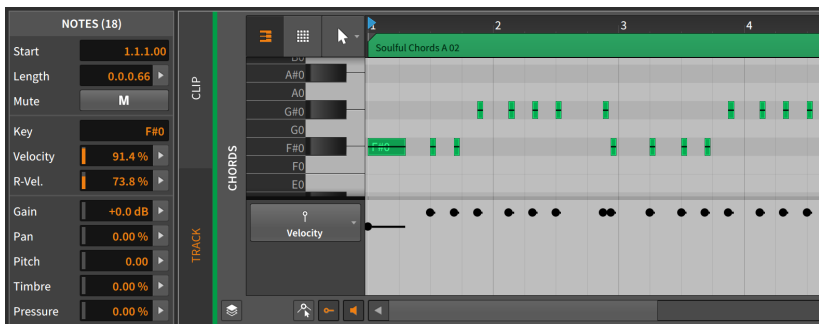 NOTES (18)
Start 1.1.1.00
Length 0.0.0.66
Mute M
Key F#0
Velocity 91.4 %
R-Vel. 73.8 %
Gain +0.0 dB
Pan 0.00 %
Pitch 0.00
Timbre 0.00 %
Pressure 0.00 %
CLIP
TRACK
CHORDS
1 2 3 4
Soulful Chords A 02
A#0
A0
G#0
G0
F#0
F0
E0
F#0
Velocity